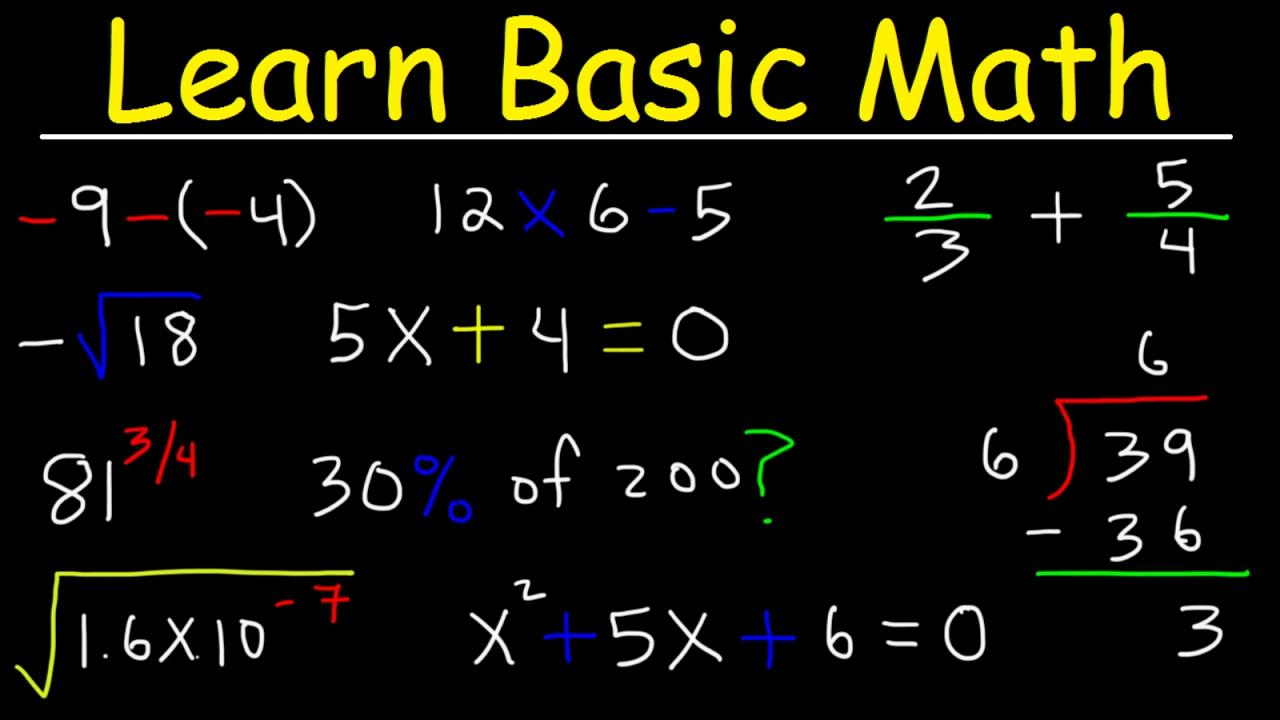 Learn Basic Math
-9-(-4) 12 x 6 - 5 2/3 + 5/4
-√18 5x + 4 = 0
81^3/4 30% of 200?
6
6 ) 39
- 36
3
√1.6x10^-7 x² + 5x + 6 = 0